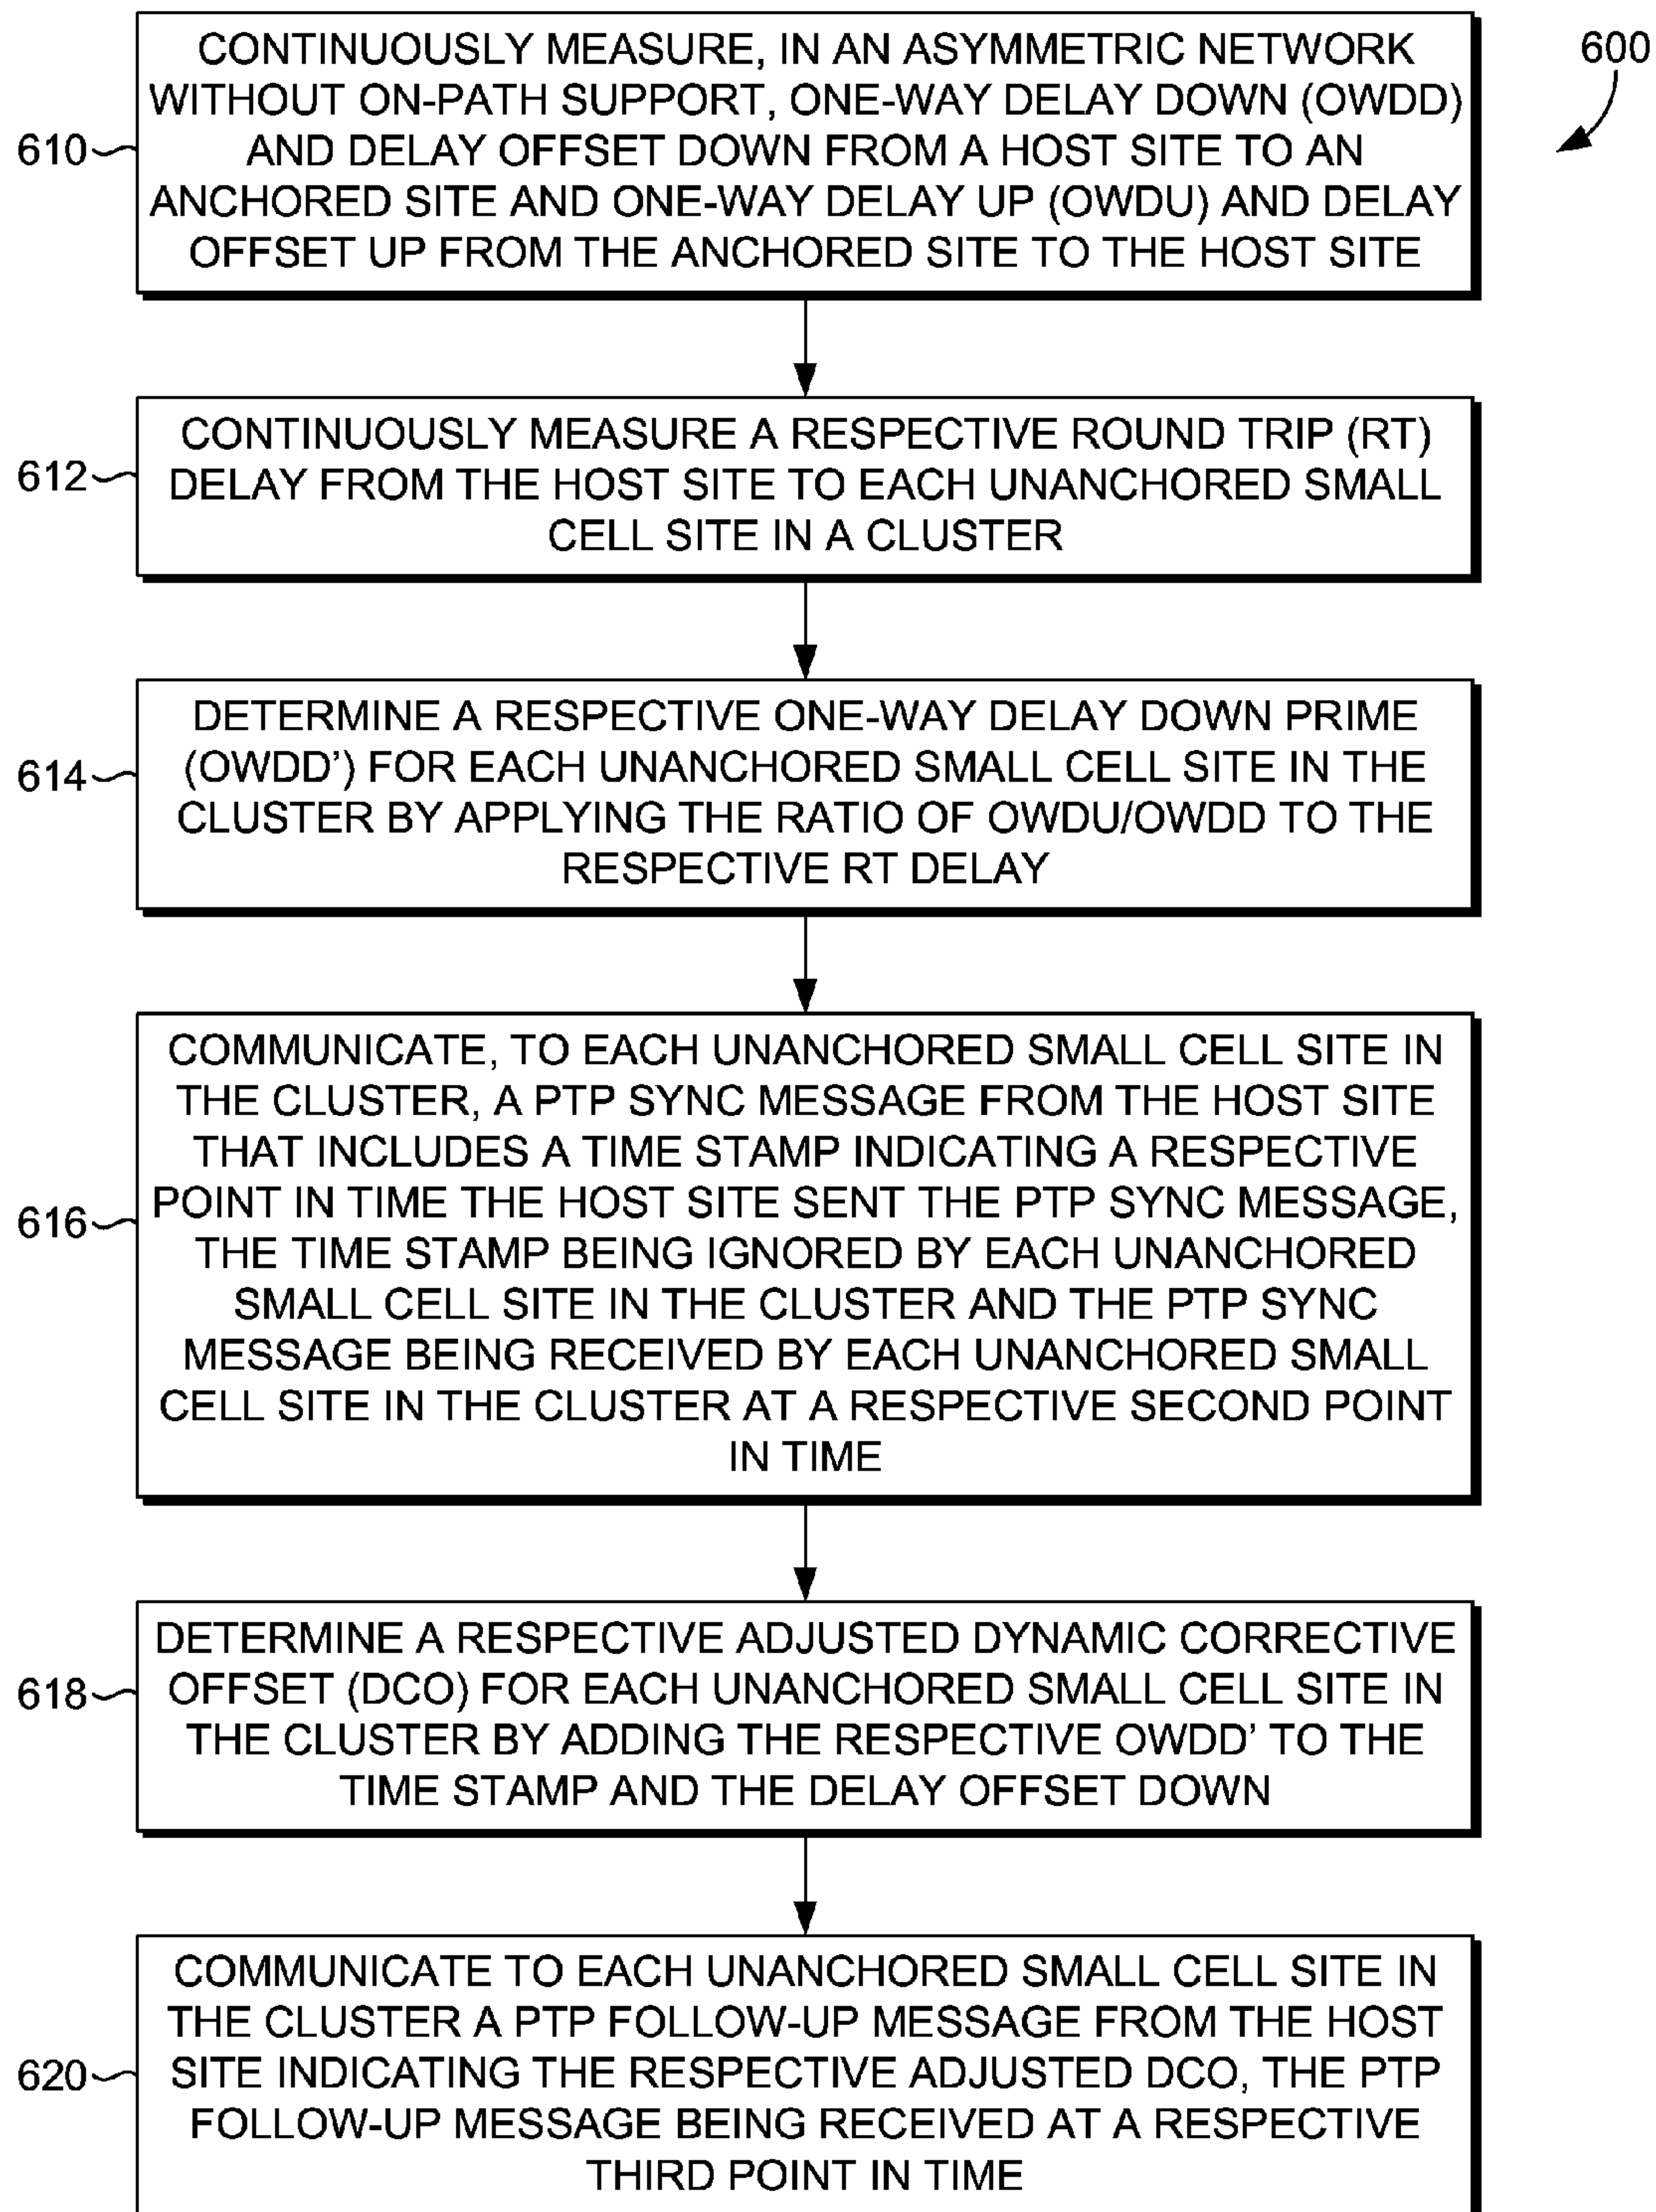 600
610
CONTINUOUSLY MEASURE, IN AN ASYMMETRIC NETWORK
WITHOUT ON-PATH SUPPORT, ONE-WAY DELAY DOWN (OWDD)
AND DELAY OFFSET DOWN FROM A HOST SITE TO AN
ANCHORED SITE AND ONE-WAY DELAY UP (OWDU) AND DELAY
OFFSET UP FROM THE ANCHORED SITE TO THE HOST SITE
612
CONTINUOUSLY MEASURE A RESPECTIVE ROUND TRIP (RT)
DELAY FROM THE HOST SITE TO EACH UNANCHORED SMALL
CELL SITE IN A CLUSTER
614
DETERMINE A RESPECTIVE ONE-WAY DELAY DOWN PRIME
(OWDD') FOR EACH UNANCHORED SMALL CELL SITE IN THE
CLUSTER BY APPLYING THE RATIO OF OWDU/OWDD TO THE
RESPECTIVE RT DELAY
616
COMMUNICATE, TO EACH UNANCHORED SMALL CELL SITE IN
THE CLUSTER, A PTP SYNC MESSAGE FROM THE HOST SITE
THAT INCLUDES A TIME STAMP INDICATING A RESPECTIVE
POINT IN TIME THE HOST SITE SENT THE PTP SYNC MESSAGE,
THE TIME STAMP BEING IGNORED BY EACH UNANCHORED
SMALL CELL SITE IN THE CLUSTER AND THE PTP SYNC
MESSAGE BEING RECEIVED BY EACH UNANCHORED SMALL
CELL SITE IN THE CLUSTER AT A RESPECTIVE SECOND POINT
IN TIME
618
DETERMINE A RESPECTIVE ADJUSTED DYNAMIC CORRECTIVE
OFFSET (DCO) FOR EACH UNANCHORED SMALL CELL SITE IN
THE CLUSTER BY ADDING THE RESPECTIVE OWDD' TO THE
TIME STAMP AND THE DELAY OFFSET DOWN
620
COMMUNICATE TO EACH UNANCHORED SMALL CELL SITE IN
THE CLUSTER A PTP FOLLOW-UP MESSAGE FROM THE HOST
SITE INDICATING THE RESPECTIVE ADJUSTED DCO, THE PTP
FOLLOW-UP MESSAGE BEING RECEIVED AT A RESPECTIVE
THIRD POINT IN TIME